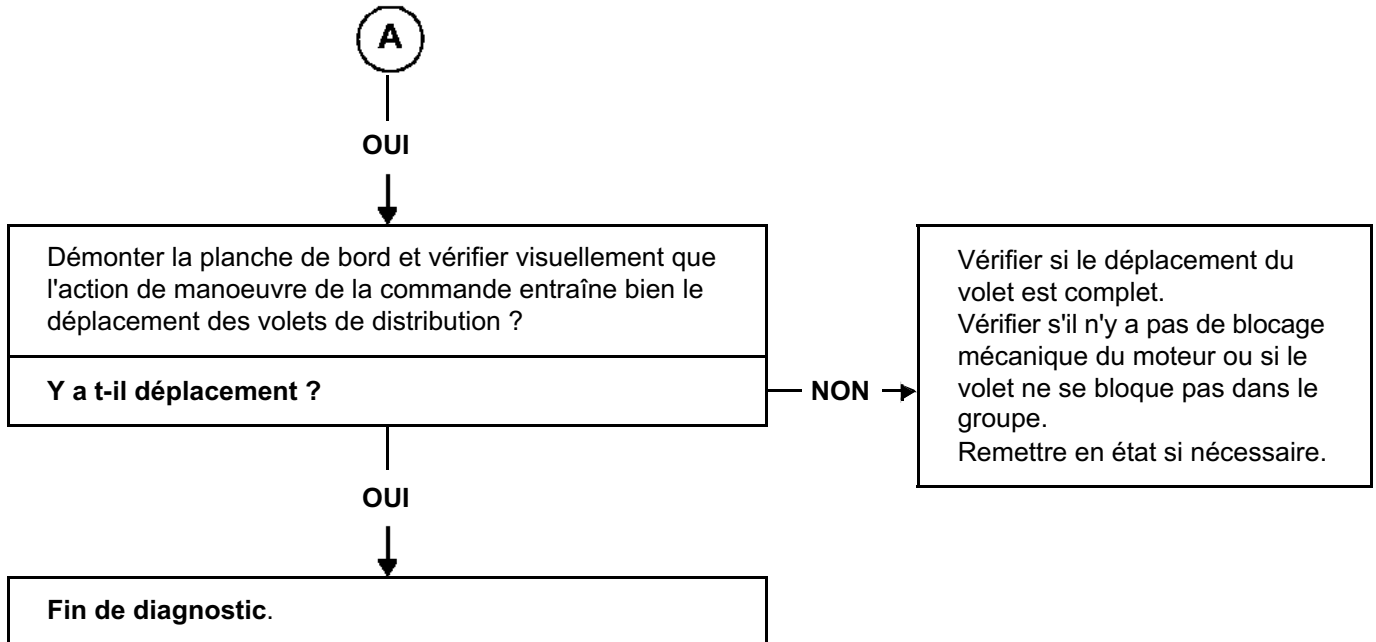 A
OUI
Démonter la planche de bord et vérifier visuellement que
l'action de manoeuvre de la commande entraîne bien le
déplacement des volets de distribution ?
Y a t-il déplacement ?
NON
Vérifier si le déplacement du
volet est complet.
Vérifier s'il n'y a pas de blocage
mécanique du moteur ou si le
volet ne se bloque pas dans le
groupe.
Remettre en état si nécessaire.
OUI
Fin de diagnostic.